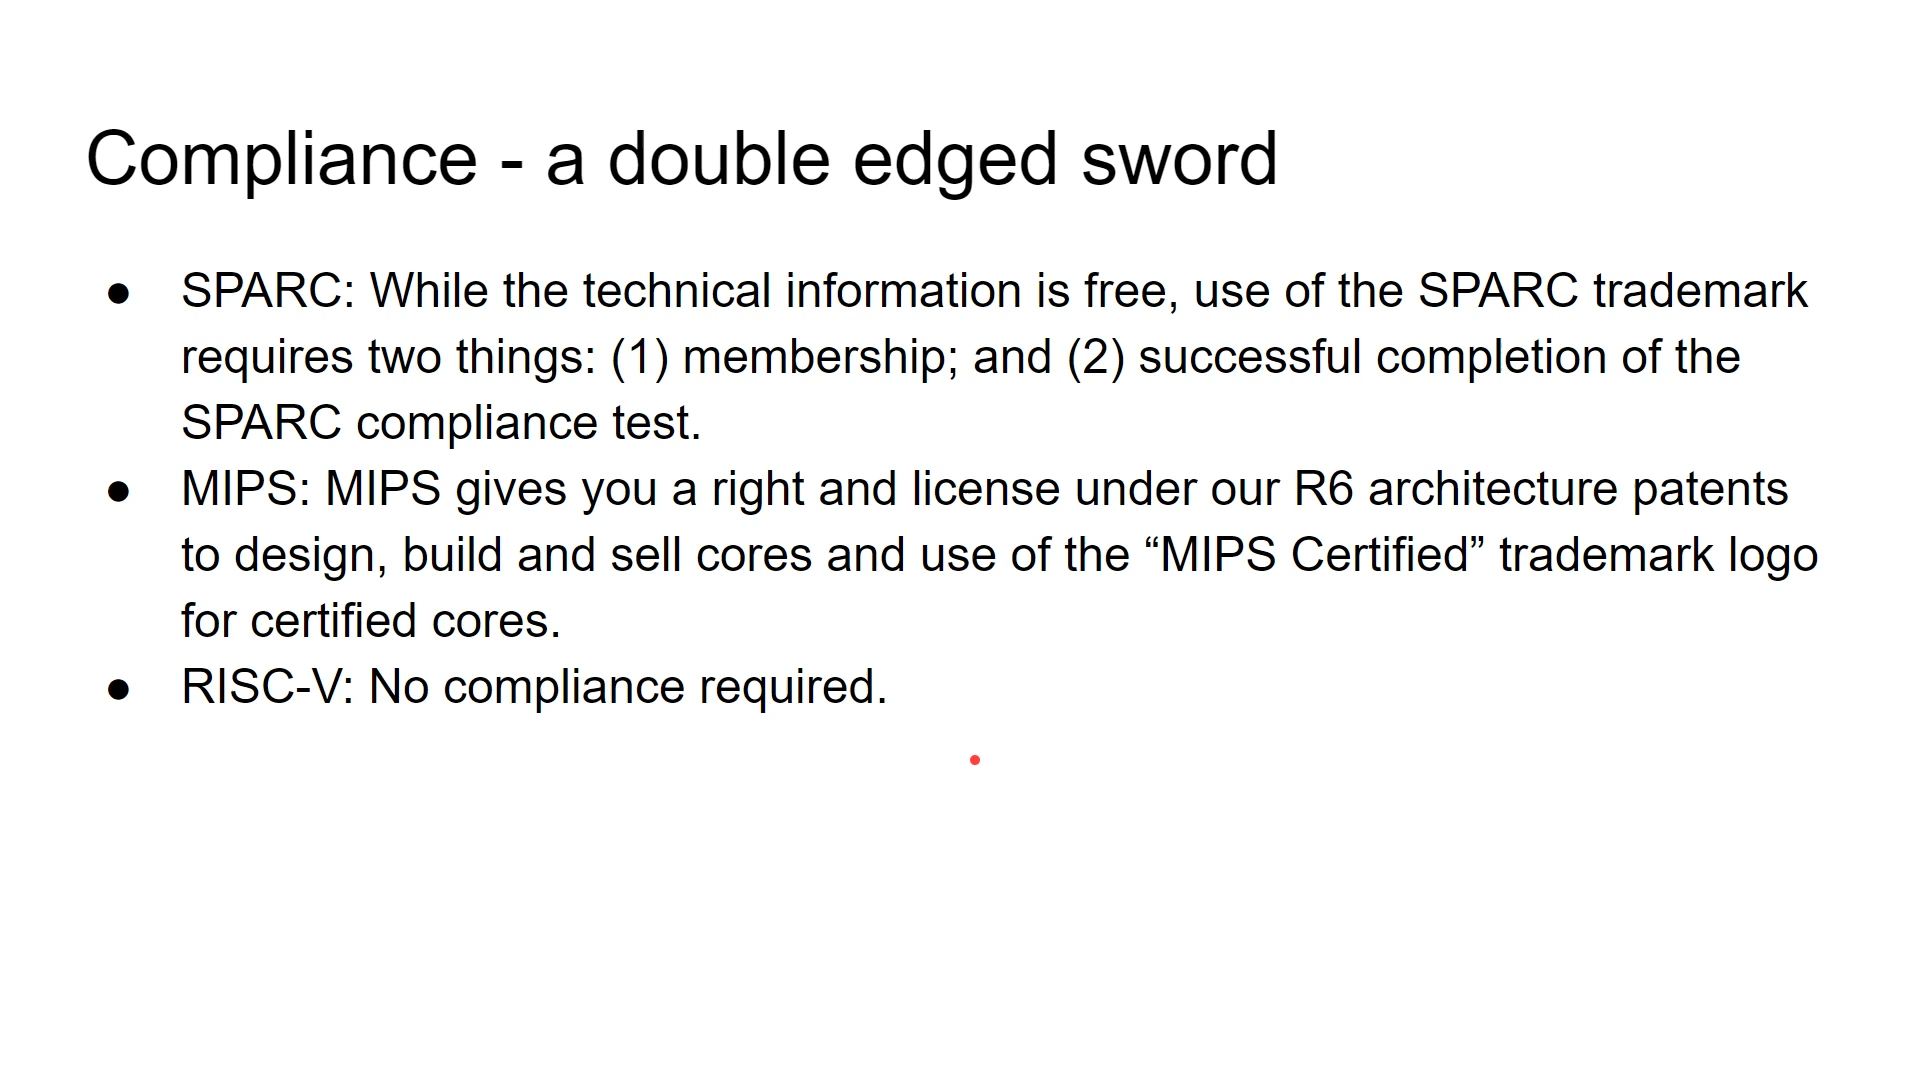 Compliance - a double edged sword
● SPARC: While the technical information is free, use of the SPARC trademark
requires two things: (1) membership; and (2) successful completion of the
SPARC compliance test.
● MIPS: MIPS gives you a right and license under our R6 architecture patents
to design, build and sell cores and use of the “MIPS Certified” trademark logo
for certified cores.
● RISC-V: No compliance required.